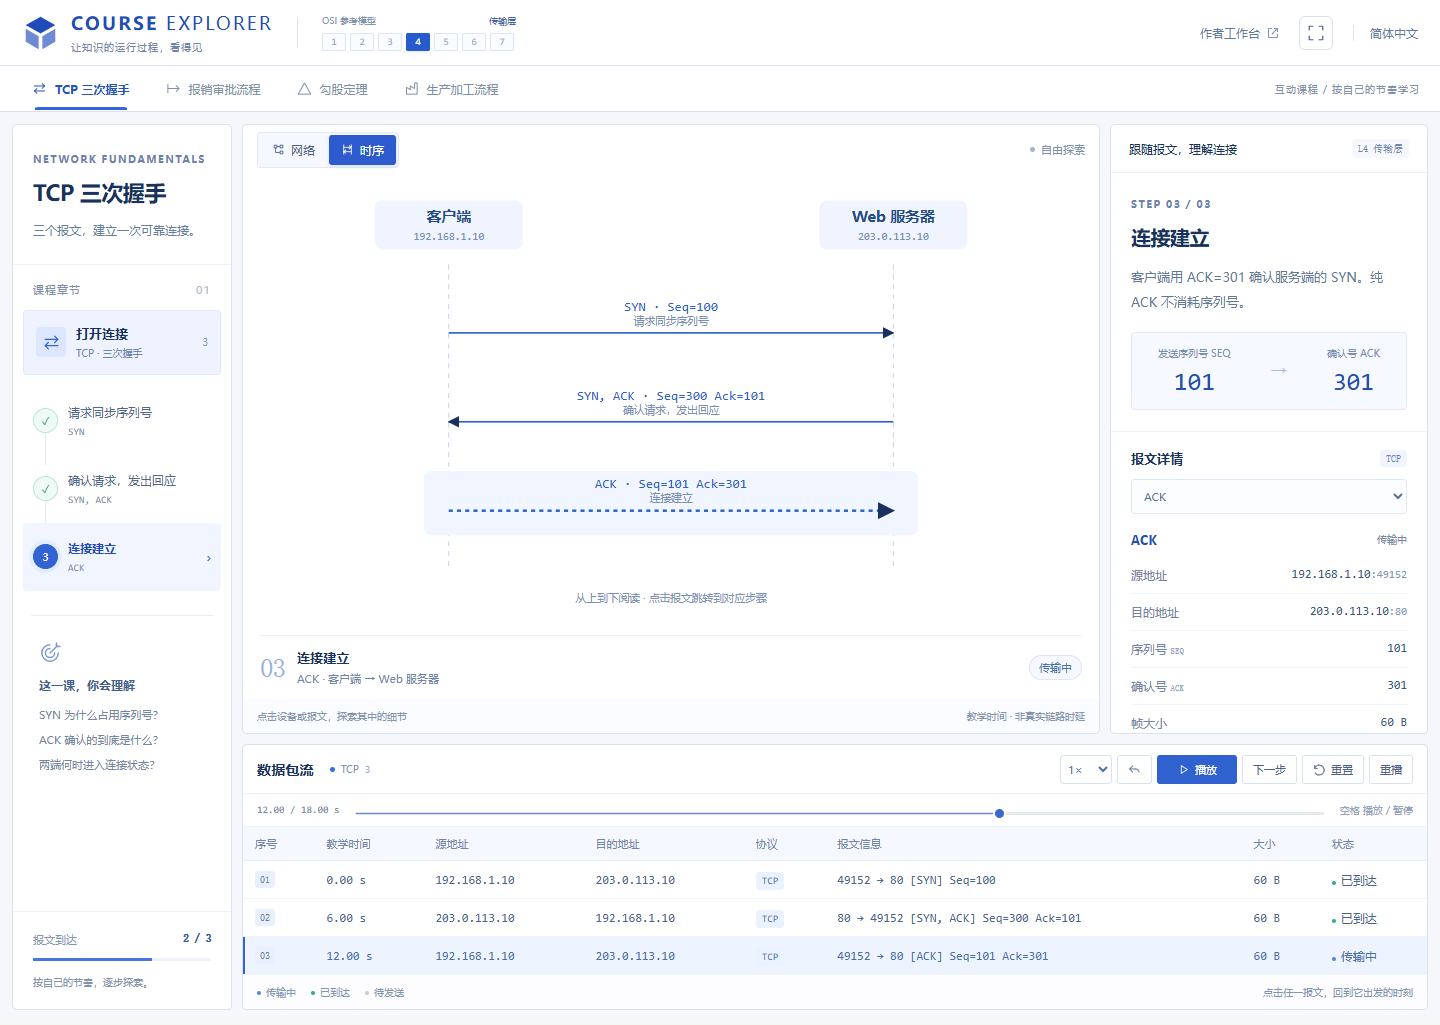 COURSE EXPLORER
让知识的运行过程，看得见
OSI 参考模型 传输层
1 2 3 4 5 6 7
作者工作台
简体中文
TCP 三次握手
报销审批流程
勾股定理
生产加工流程
互动课程 / 按自己的节奏学习
NETWORK FUNDAMENTALS
TCP 三次握手
三个报文，建立一次可靠连接。
课程章节 01
打开连接
TCP · 三次握手
3
请求同步序列号
SYN
确认请求，发出回应
SYN, ACK
3
连接建立
ACK
这一课，你会理解
SYN 为什么占用序列号？
ACK 确认的到底是什么？
两端何时进入连接状态？
报文到达 2 / 3
按自己的节奏，逐步探索。
网络
时序
自由探索
客户端
192.168.1.10
Web 服务器
203.0.113.10
SYN · Seq=100
请求同步序列号
SYN, ACK · Seq=300 Ack=101
确认请求，发出回应
ACK · Seq=101 Ack=301
连接建立
从上到下阅读 · 点击报文跳转到对应步骤
03
连接建立
ACK · 客户端 → Web 服务器
传输中
点击设备或报文，探索其中的细节
教学时间 · 非真实链路时延
跟随报文，理解连接
L4 传输层
STEP 03 / 03
连接建立
客户端用 ACK=301 确认服务端的 SYN。纯
ACK 不消耗序列号。
发送序列号 SEQ
101
→
确认号 ACK
301
报文详情
TCP
ACK
ACK 传输中
源地址 192.168.1.10:49152
目的地址 203.0.113.10:80
序列号 SEQ 101
确认号 ACK 301
帧大小 60 B
数据包流
TCP 3
1×
播放
下一步
重置
重播
12.00 / 18.00 s
空格 播放 / 暂停
序号 教学时间 源地址 目的地址 协议 报文信息 大小 状态
01 0.00 s 192.168.1.10 203.0.113.10 TCP 49152 → 80 [SYN] Seq=100 60 B 已到达
02 6.00 s 203.0.113.10 192.168.1.10 TCP 80 → 49152 [SYN, ACK] Seq=300 Ack=101 60 B 已到达
03 12.00 s 192.168.1.10 203.0.113.10 TCP 49152 → 80 [ACK] Seq=101 Ack=301 60 B 传输中
传输中 已到达 待发送
点击任一报文，回到它出发的时刻